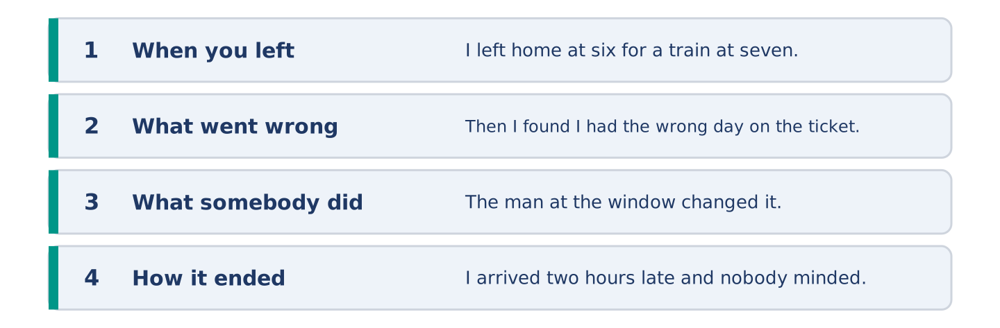 1 When you left I left home at six for a train at seven.
2 What went wrong Then I found I had the wrong day on the ticket.
3 What somebody did The man at the window changed it.
4 How it ended I arrived two hours late and nobody minded.